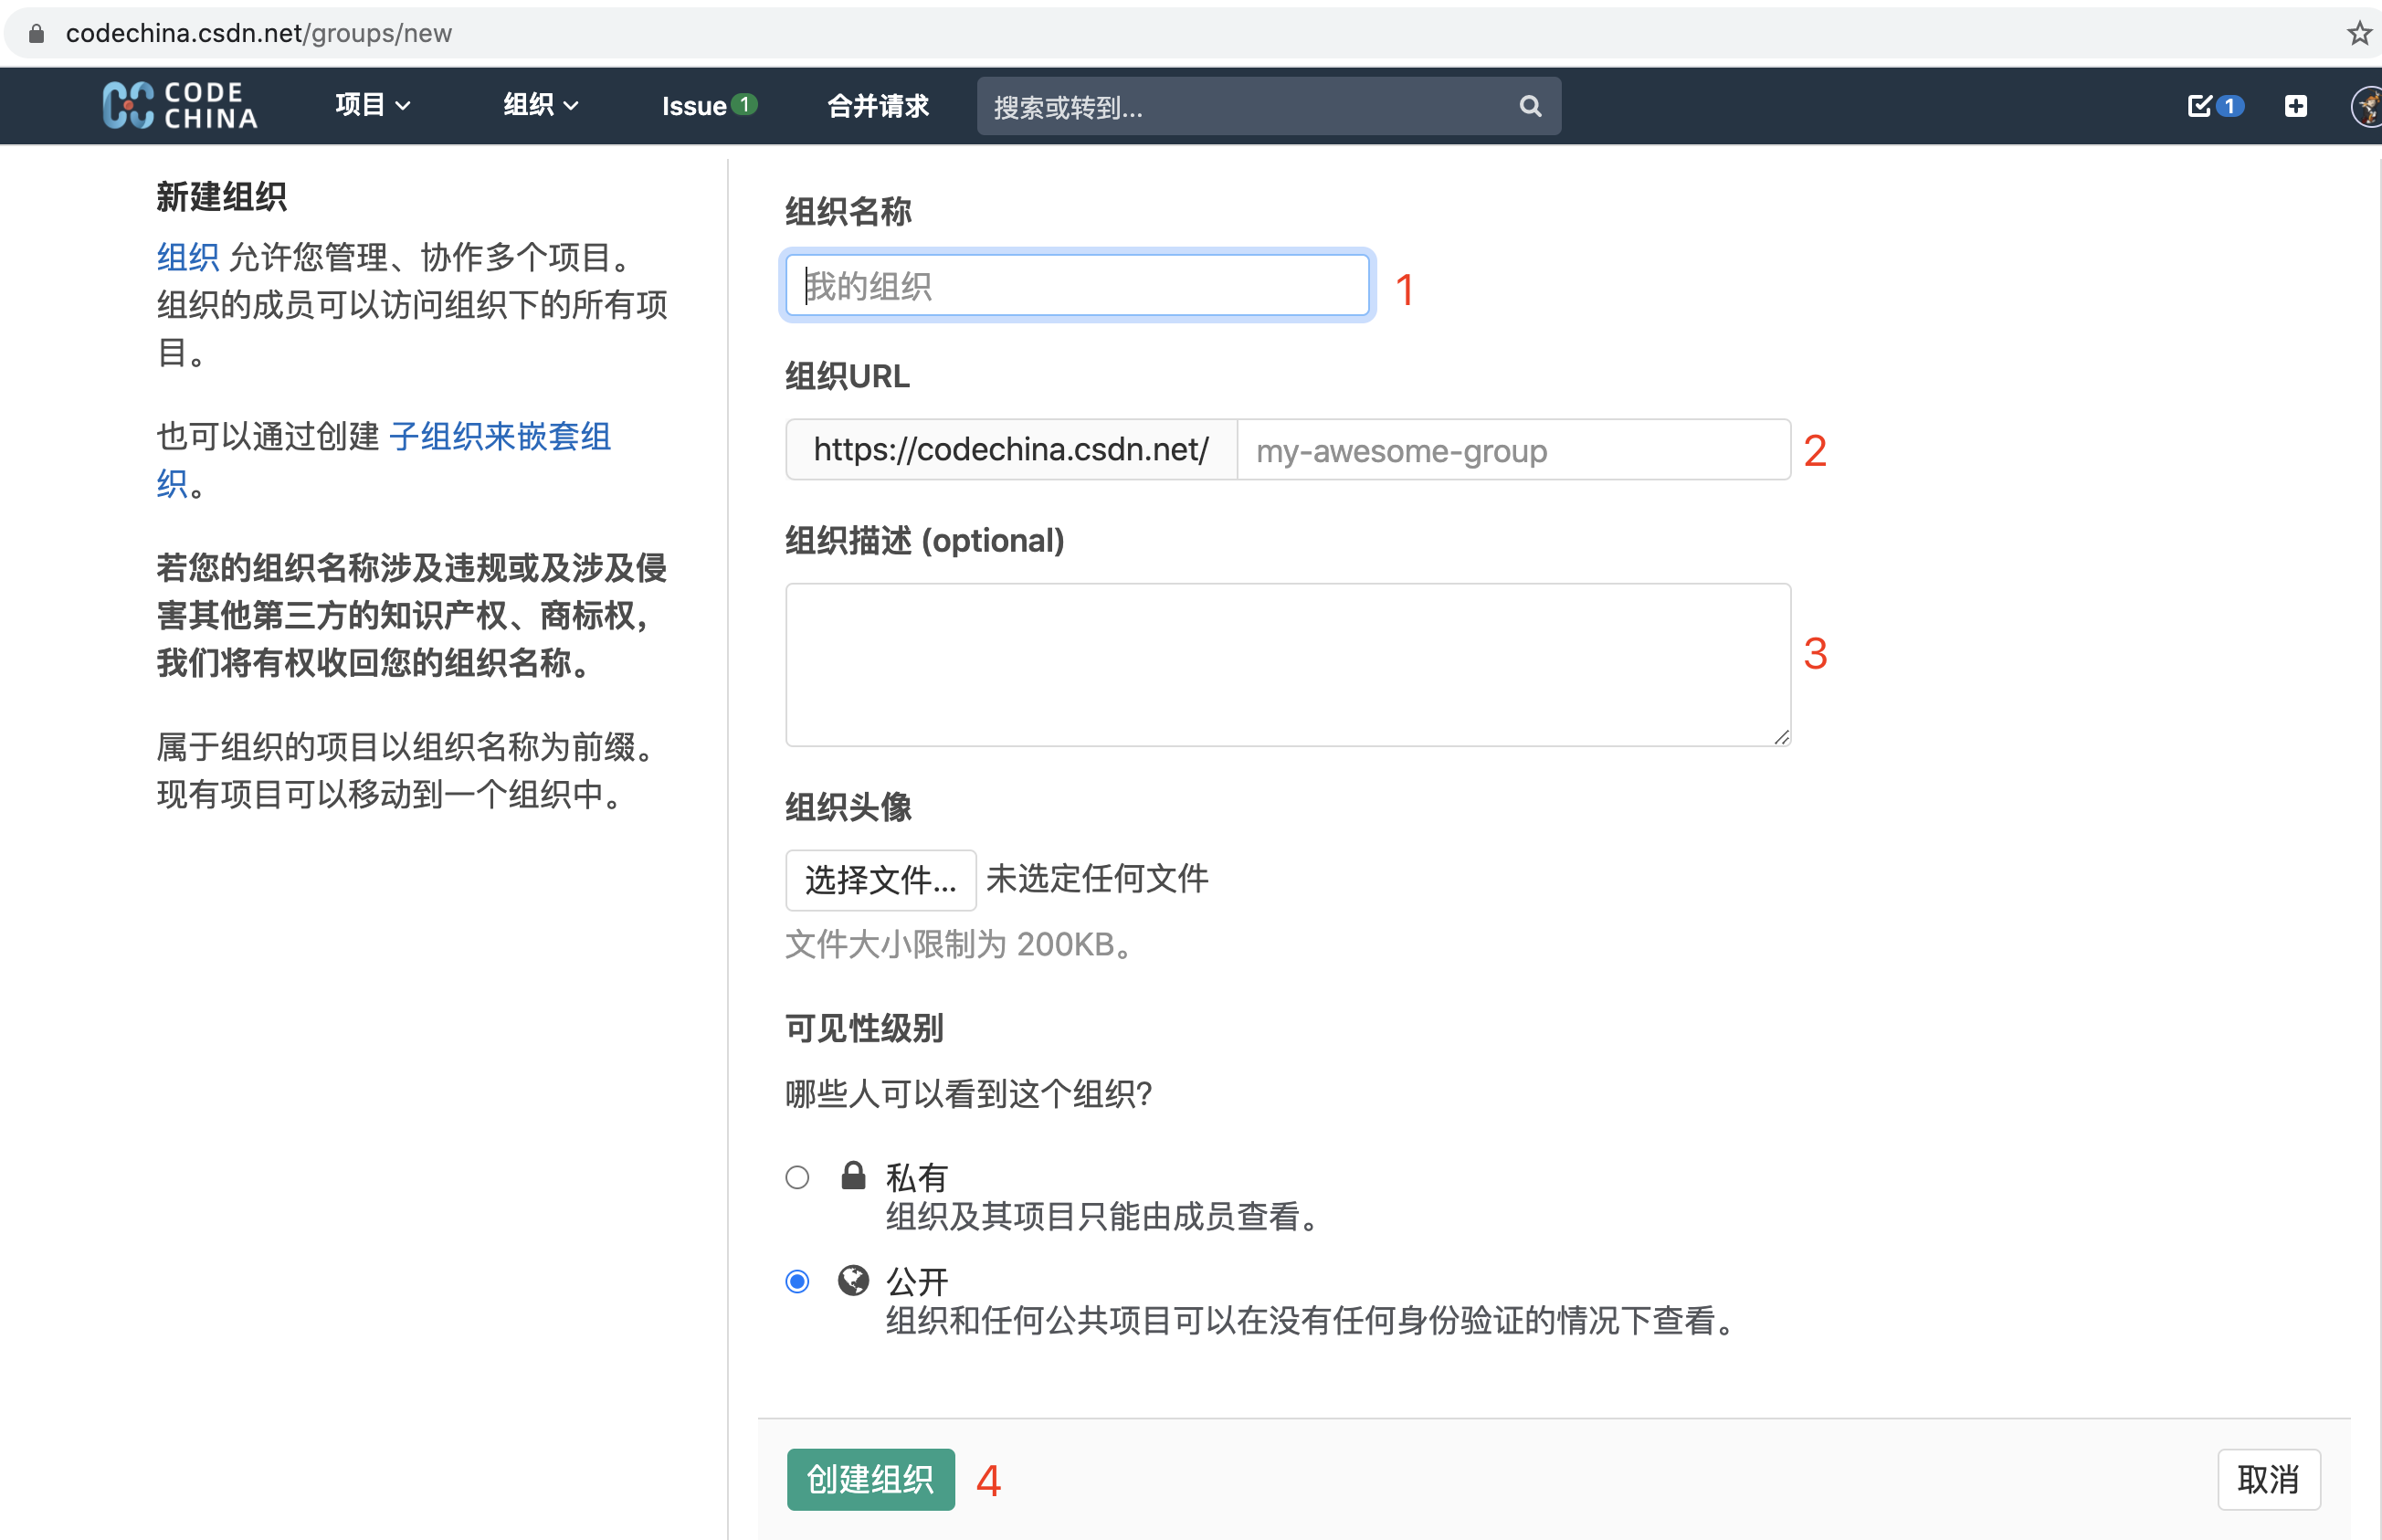 codechina.csdn.net/groups/new
CODE CHINA
项目
组织
Issue 1
合并请求
搜索或转到...
1
新建组织
组织 允许您管理、协作多个项目。
组织的成员可以访问组织下的所有项
目。
也可以通过创建 子组织来嵌套组
织。
若您的组织名称涉及违规或及涉及侵
害其他第三方的知识产权、商标权，
我们将有权收回您的组织名称。
属于组织的项目以组织名称为前缀。
现有项目可以移动到一个组织中。
组织名称
我的组织 1
组织URL
https://codechina.csdn.net/ my-awesome-group 2
组织描述 (optional)
3
组织头像
选择文件... 未选定任何文件
文件大小限制为 200KB。
可见性级别
哪些人可以看到这个组织?
私有
组织及其项目只能由成员查看。
公开
组织和任何公共项目可以在没有任何身份验证的情况下查看。
创建组织 4
取消